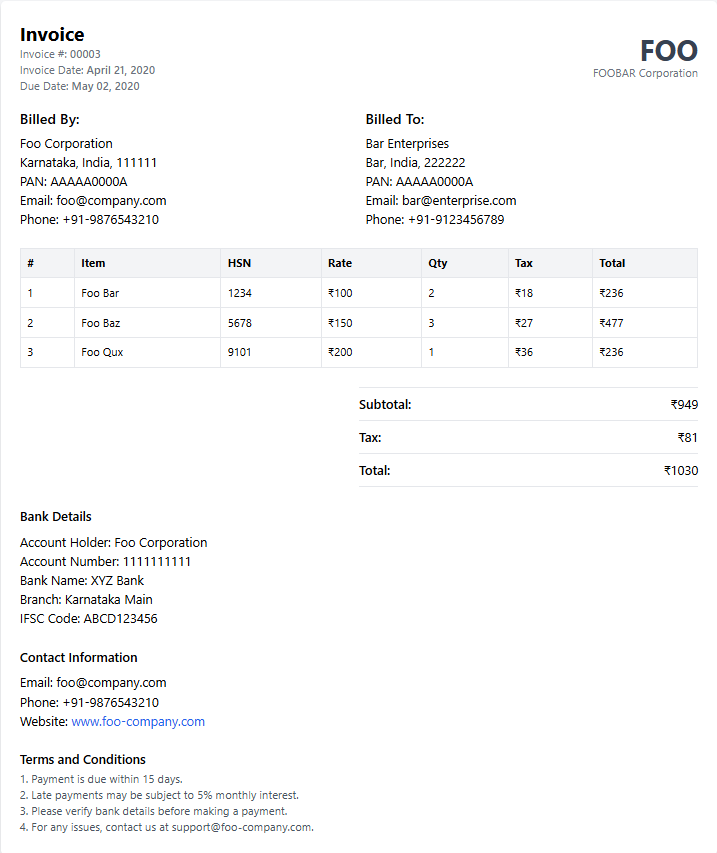 Invoice
Invoice #: 00003
Invoice Date: April 21, 2020
Due Date: May 02, 2020
FOO
FOOBAR Corporation
Billed By:
Foo Corporation
Karnataka, India, 111111
PAN: AAAAA0000A
Email: foo@company.com
Phone: +91-9876543210
Billed To:
Bar Enterprises
Bar, India, 222222
PAN: AAAAA0000A
Email: bar@enterprise.com
Phone: +91-9123456789
# Item HSN Rate Qty Tax Total
1 Foo Bar 1234 ₹100 2 ₹18 ₹236
2 Foo Baz 5678 ₹150 3 ₹27 ₹477
3 Foo Qux 9101 ₹200 1 ₹36 ₹236
Subtotal: ₹949
Tax: ₹81
Total: ₹1030
Bank Details
Account Holder: Foo Corporation
Account Number: 1111111111
Bank Name: XYZ Bank
Branch: Karnataka Main
IFSC Code: ABCD123456
Contact Information
Email: foo@company.com
Phone: +91-9876543210
Website: www.foo-company.com
Terms and Conditions
1. Payment is due within 15 days.
2. Late payments may be subject to 5% monthly interest.
3. Please verify bank details before making a payment.
4. For any issues, contact us at support@foo-company.com.